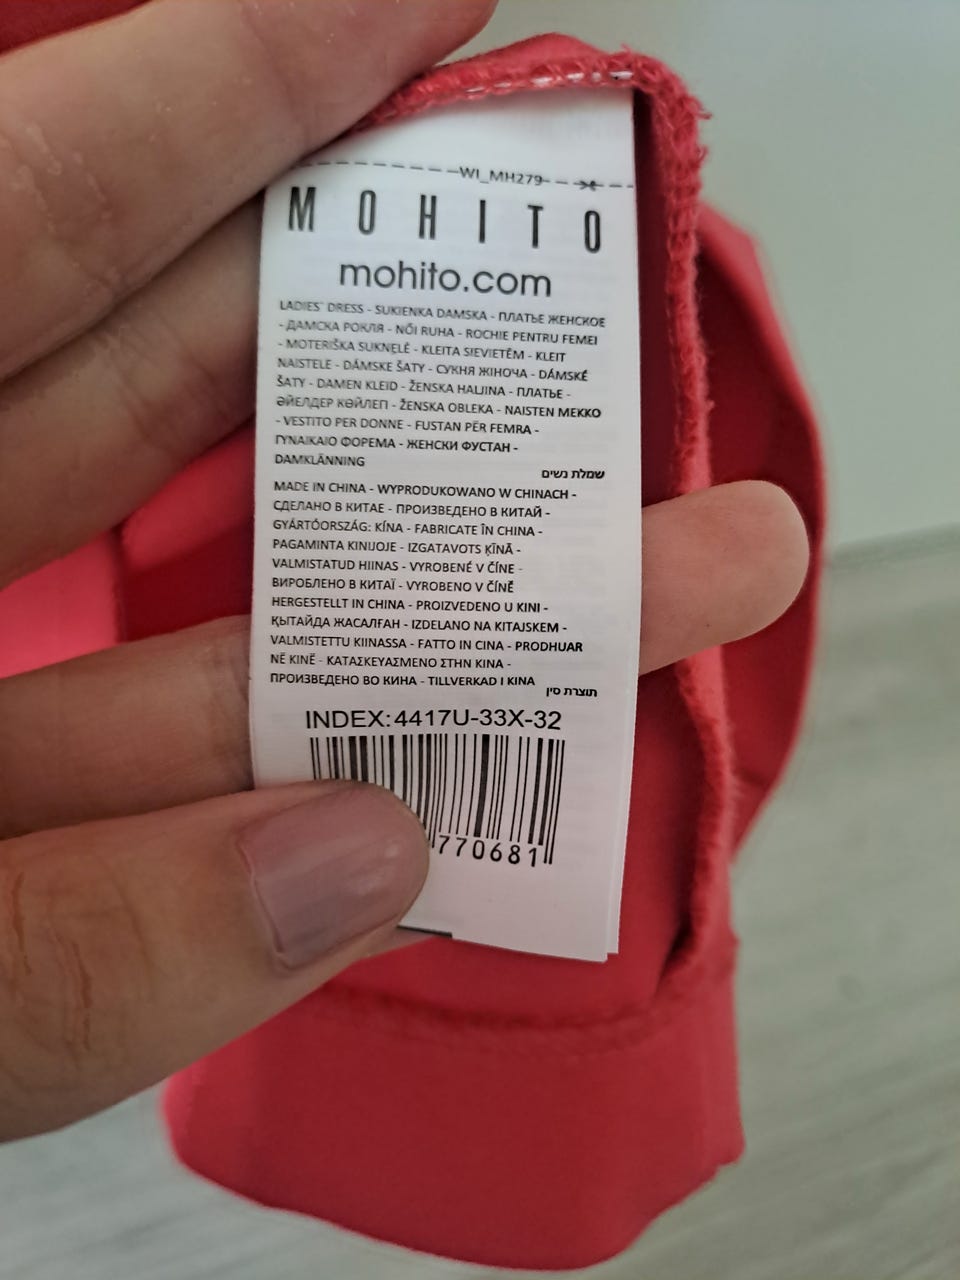 WI_MH279
MOHITO
mohito.com
LADIES' DRESS - SUKIENKA DAMSKA - ПЛАТЬЕ ЖЕНСКОЕ
- ДАМСКА РОКЛЯ - NŐI RUHA - ROCHIE PENTRU FEMEI
- MOTERIŠKA SUKNĘLĖ - KLEITA SIEVIETĒM - KLEIT
NAISTELE - DÁMSKE ŠATY - СУКНЯ ЖІНОЧА - DÁMSKÉ
ŠATY - DAMEN KLEID - ŽENSKA HALJINA - ПЛАТЬЕ -
ӘЙЕЛДЕР КӨЙЛЕП - ŽENSKA OBLEKA - NAISTEN MEKKO
- VESTITO PER DONNE - FUSTAN PËR FEMRA -
ΓΥΝΑΙΚΑΙΟ ΦΟΡΕΜΑ - ЖЕНСКИ ФУСТАН -
DAMKLÄNNING
שמלת נשים
MADE IN CHINA - WYPRODUKOWANO W CHINACH -
СДЕЛАНО В КИТАЕ - ПРОИЗВЕДЕНО В КИТАЙ -
GYÁRTÓORSZÁG: KÍNA - FABRICATE ÎN CHINA -
PAGAMINTA KINIJOJE - IZGATAVOTS ĶĪNĀ -
VALMISTATUD HIINAS - VYROBENÉ V ČÍNE -
ВИРОБЛЕНО В КИТАЇ - VYROBENO V ČÍNĚ
HERGESTELLT IN CHINA - PROIZVEDENO U KINI -
ҚЫТАЙДА ЖАСАЛҒАН - IZDELANO NA KITAJSKEM -
VALMISTETTU KIINASSA - FATTO IN CINA - PRODHUAR
NË KINË - ΚΑΤΑΣΚΕΥΑΣΜΕΝΟ ΣΤΗΝ ΚΙΝΑ -
ПРОИЗВЕДЕНО ВО КИНА - TILLVERKAD I KINA
תוצרת סין
INDEX:4417U-33X-32
770681